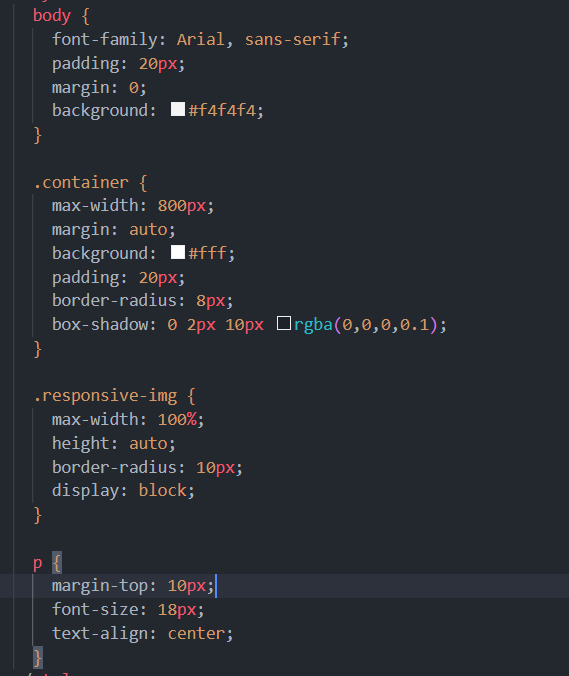 body {
font-family: Arial, sans-serif;
padding: 20px;
margin: 0;
background: #f4f4f4;
}
.container {
max-width: 800px;
margin: auto;
background: #fff;
padding: 20px;
border-radius: 8px;
box-shadow: 0 2px 10px rgba(0,0,0,0.1);
}
.responsive-img {
max-width: 100%;
height: auto;
border-radius: 10px;
display: block;
}
p {
margin-top: 10px;
font-size: 18px;
text-align: center;
}